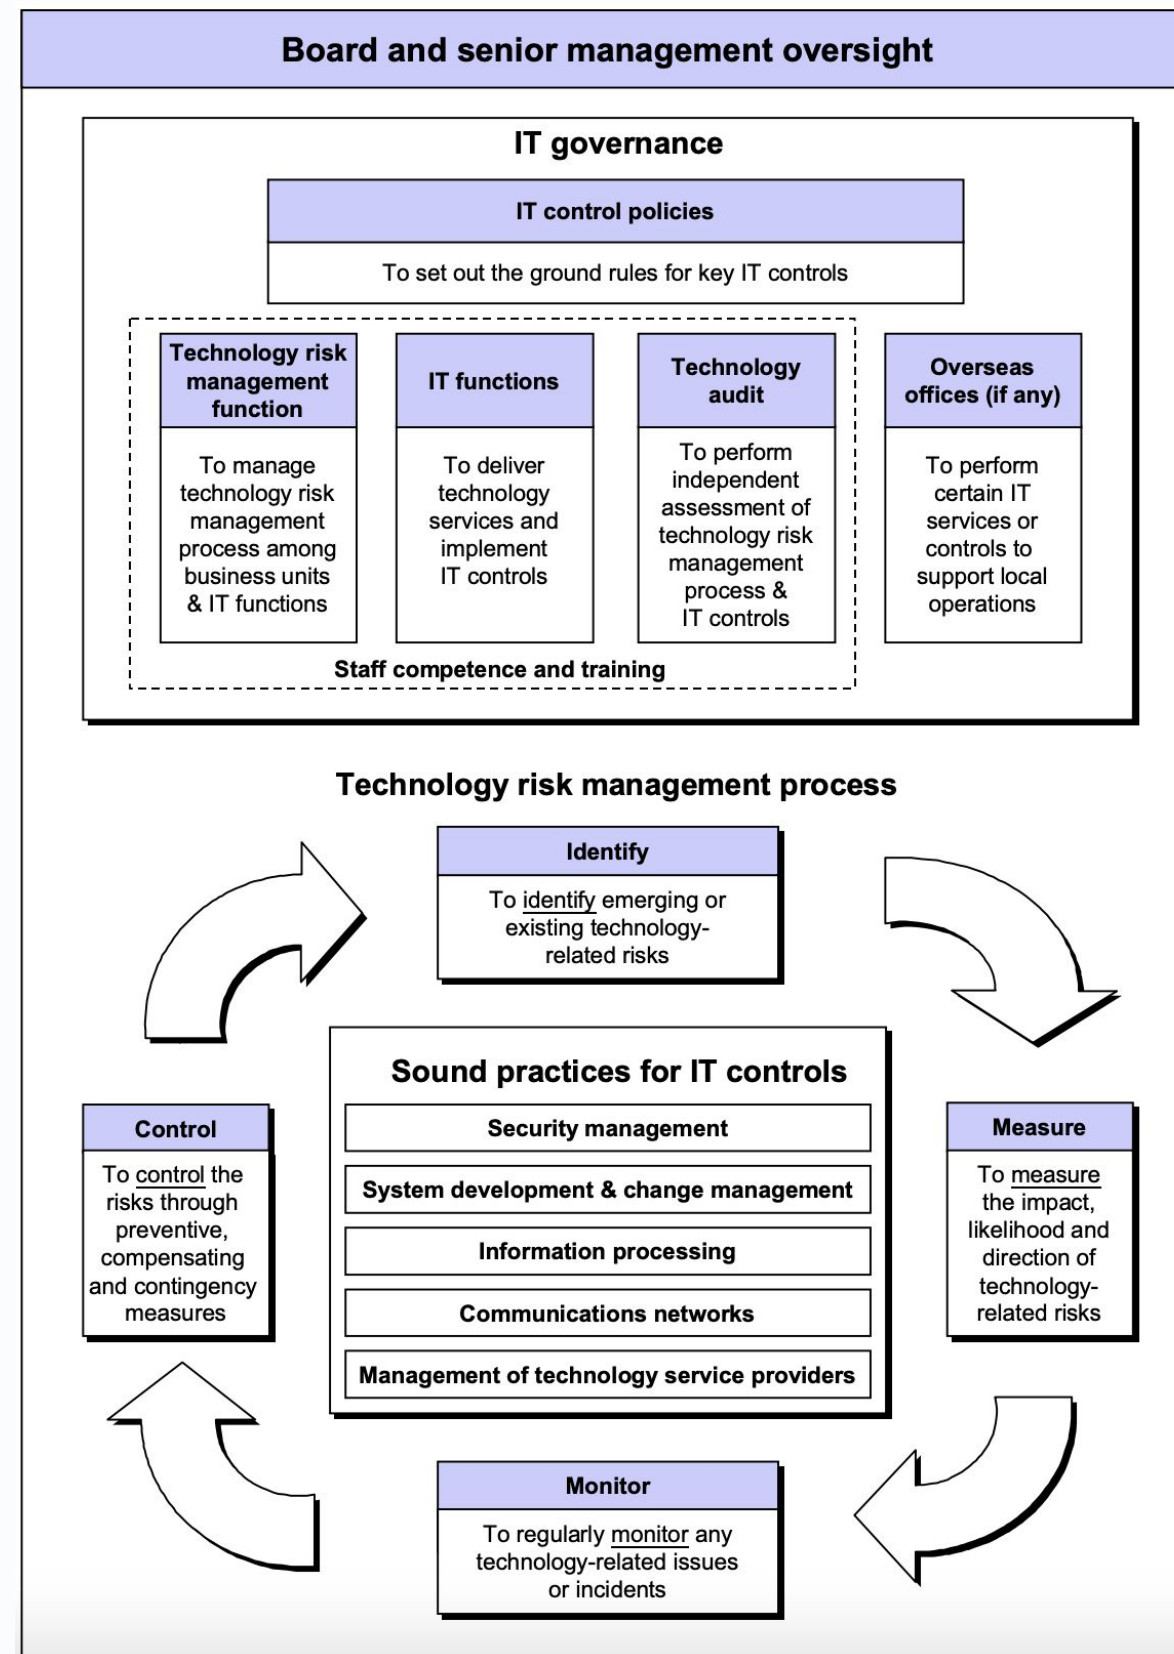 Board and senior management oversight
IT governance
IT control policies
To set out the ground rules for key IT controls
Technology risk
management
function
To manage
technology risk
management
process among
business units
& IT functions
IT functions
To deliver
technology
services and
implement
IT controls
Technology
audit
To perform
independent
assessment of
technology risk
management
process &
IT controls
Overseas
offices (if any)
To perform
certain IT
services or
controls to
support local
operations
Staff competence and training
Technology risk management process
Identify
To identify emerging or
existing technology-
related risks
Sound practices for IT controls
Security management
System development & change management
Information processing
Communications networks
Management of technology service providers
Control
To control the
risks through
preventive,
compensating
and contingency
measures
Measure
To measure
the impact,
likelihood and
direction of
technology-
related risks
Monitor
To regularly monitor any
technology-related issues
or incidents